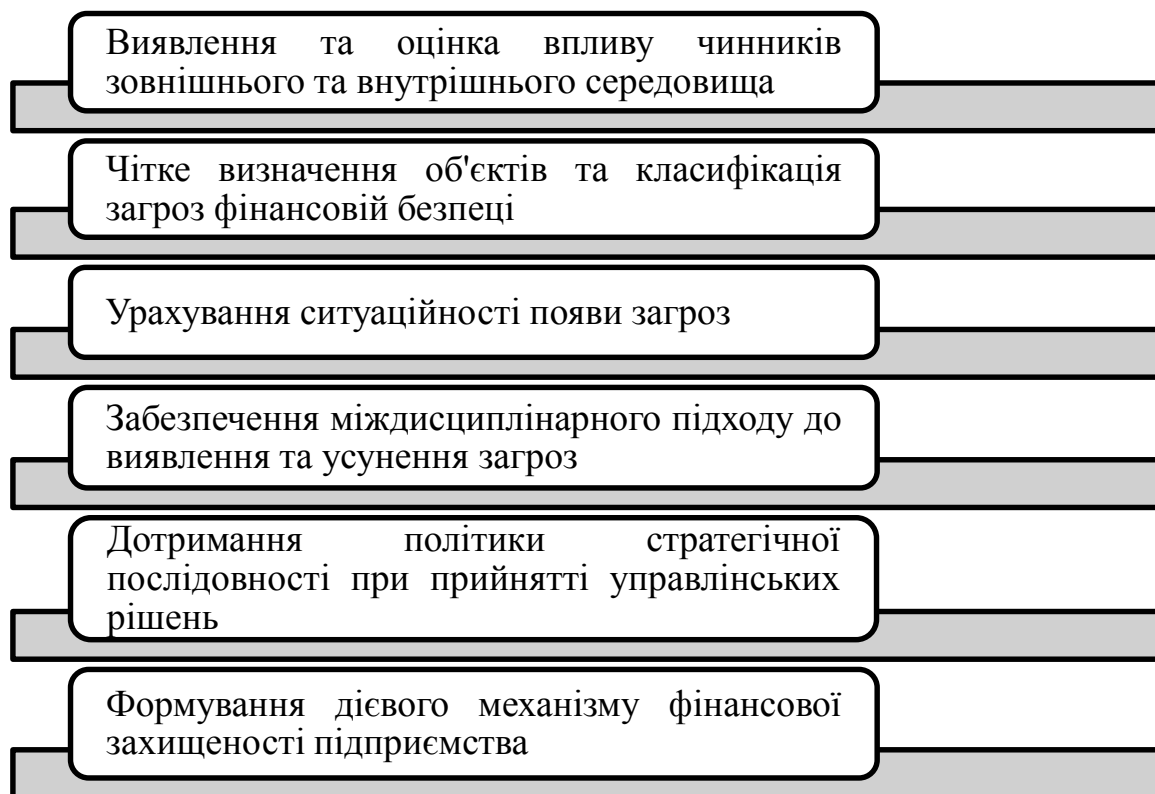 Виявлення та оцінка впливу чинників
зовнішнього та внутрішнього середовища
Чітке визначення об'єктів та класифікація
загроз фінансовій безпеці
Урахування ситуаційності появи загроз
Забезпечення міждисциплінарного підходу до
виявлення та усунення загроз
Дотримання політики стратегічної
послідовності при прийнятті управлінських
рішень
Формування дієвого механізму фінансової
захищеності підприємства